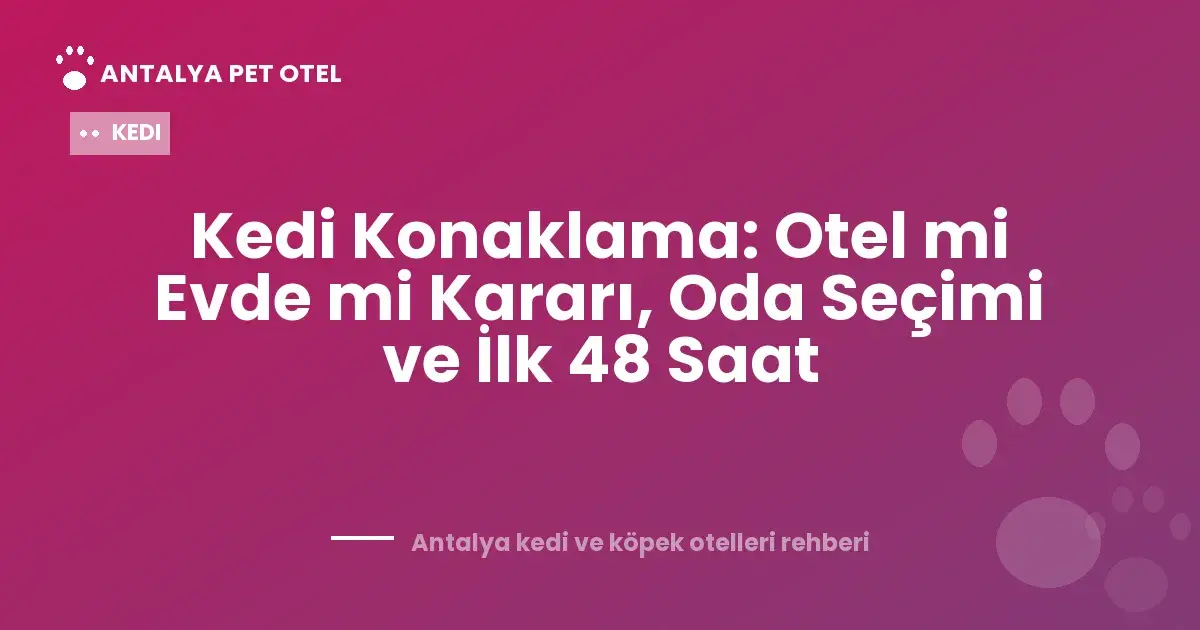 ANTALYA PET OTEL
KEDI
Kedi Konaklama: Otel mi
Evde mi Kararı, Oda Seçimi
ve İlk 48 Saat
Antalya kedi ve köpek otelleri rehberi